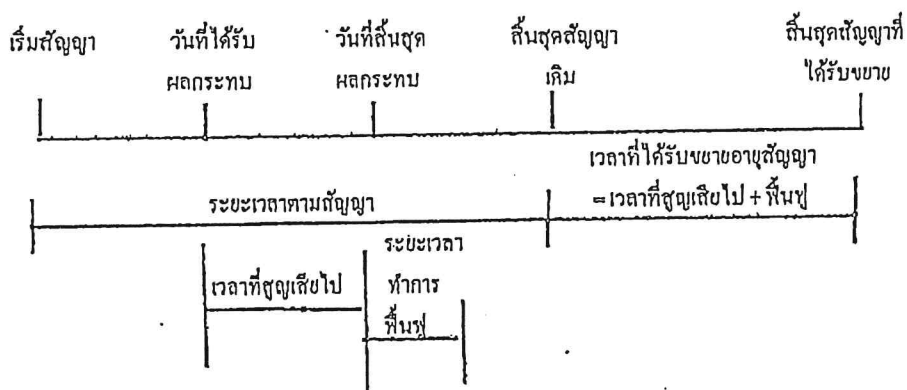 เริ่มสัญญา วันที่ได้รับ วันที่สิ้นสุด สิ้นสุดสัญญา สิ้นสุดสัญญาที่
ผลกระทบ ผลกระทบ เดิม ได้รับขยาย
เวลาที่ได้รับขยายอายุสัญญา
ระยะเวลาตามสัญญา =เวลาที่สูญเสียไป + ฟื้นฟู
ระยะเวลา
เวลาที่สูญเสียไป ทำการ
ฟื้นฟู